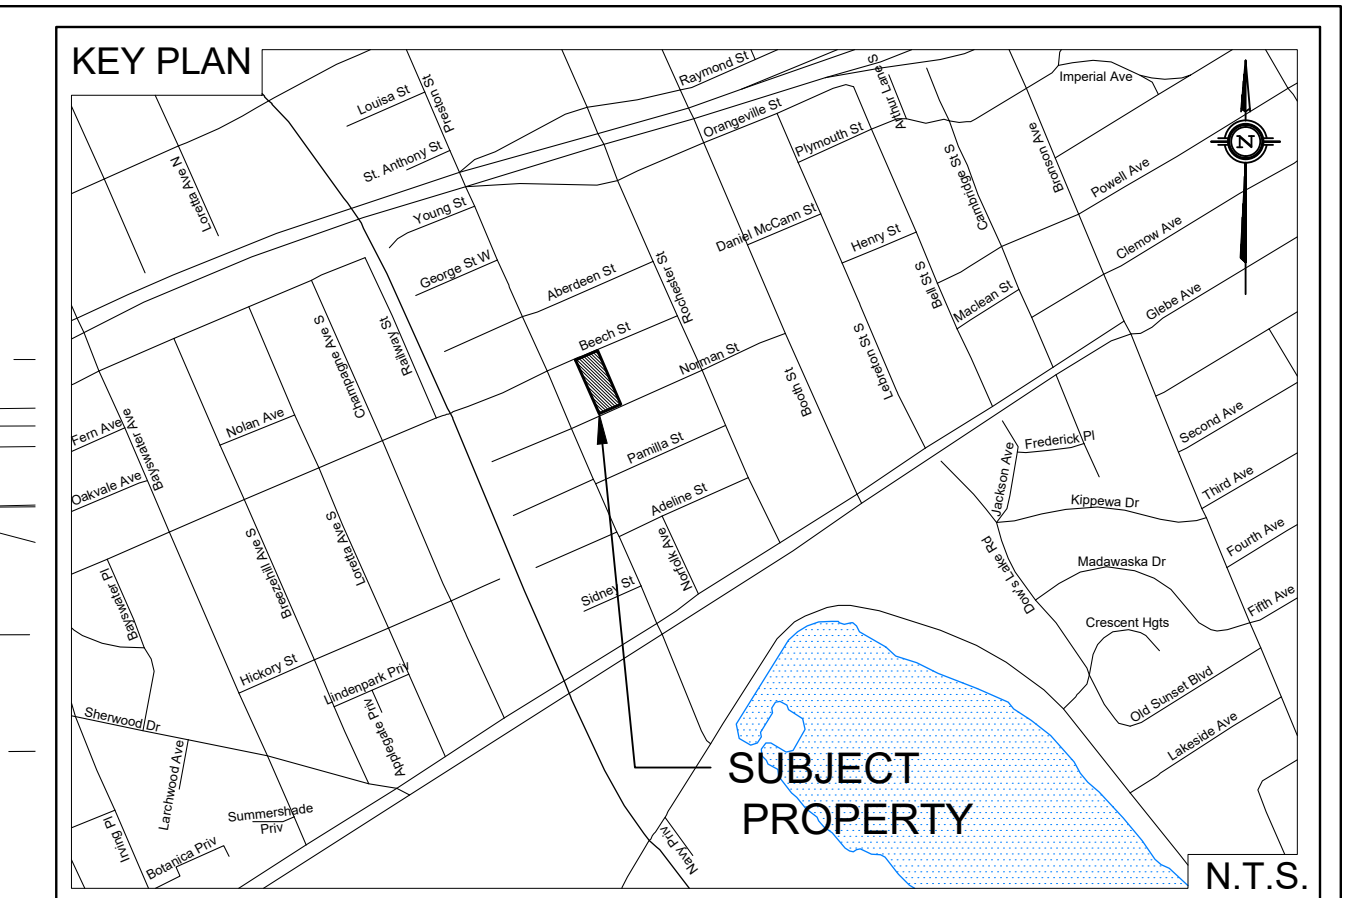 KEY PLAN
Raymond St
Imperial Ave
Louisa St
Preston St
Arthur Lane S
Orangeville St
Plymouth St
Bronson Ave
St. Anthony St
Cambridge St S
Powell Ave
N
Loretta Ave N
Young St
Daniel McCann St
Henry St
Clemow Ave
George St W
Aberdeen St
Rochester St
Bell St S
Maclean St
Glebe Ave
Champagne Ave S
Railway St
Beech St
Norman St
Lebreton St S
Booth St
Fern Ave
Bayswater Ave
Nolan Ave
Second Ave
Pamilla St
Frederick Pl
Jackson Ave
Oakvale Ave
Adeline St
Third Ave
Kippewa Dr
Breezehill Ave S
Loretta Ave S
Norfolk Ave
Fourth Ave
Bayswater Pl
Sidney St
Dow's Lake Rd
Madawaska Dr
Fifth Ave
Crescent Hgts
Hickory St
Lindenpark Priv
Old Sunset Blvd
Sherwood Dr
Applegate Priv
Lakeside Ave
Larchwood Ave
SUBJECT
PROPERTY
Summershade
Priv
Irving Pl
Botanica Priv
Navy Priv
N.T.S.